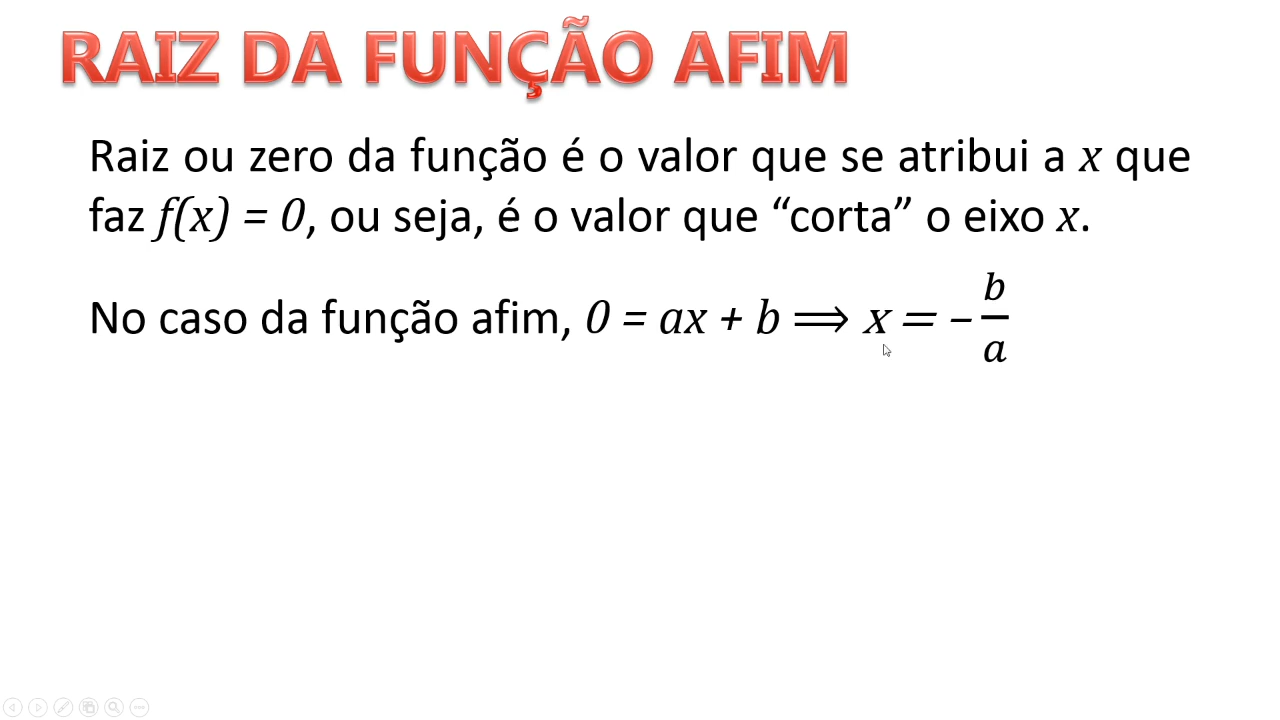 RAIZ DA FUNÇÃO AFIM
Raiz ou zero da função é o valor que se atribui a x que
faz f(x) = 0, ou seja, é o valor que “corta” o eixo x.
No caso da função afim, 0 = ax + b ⟹ x = – b/a